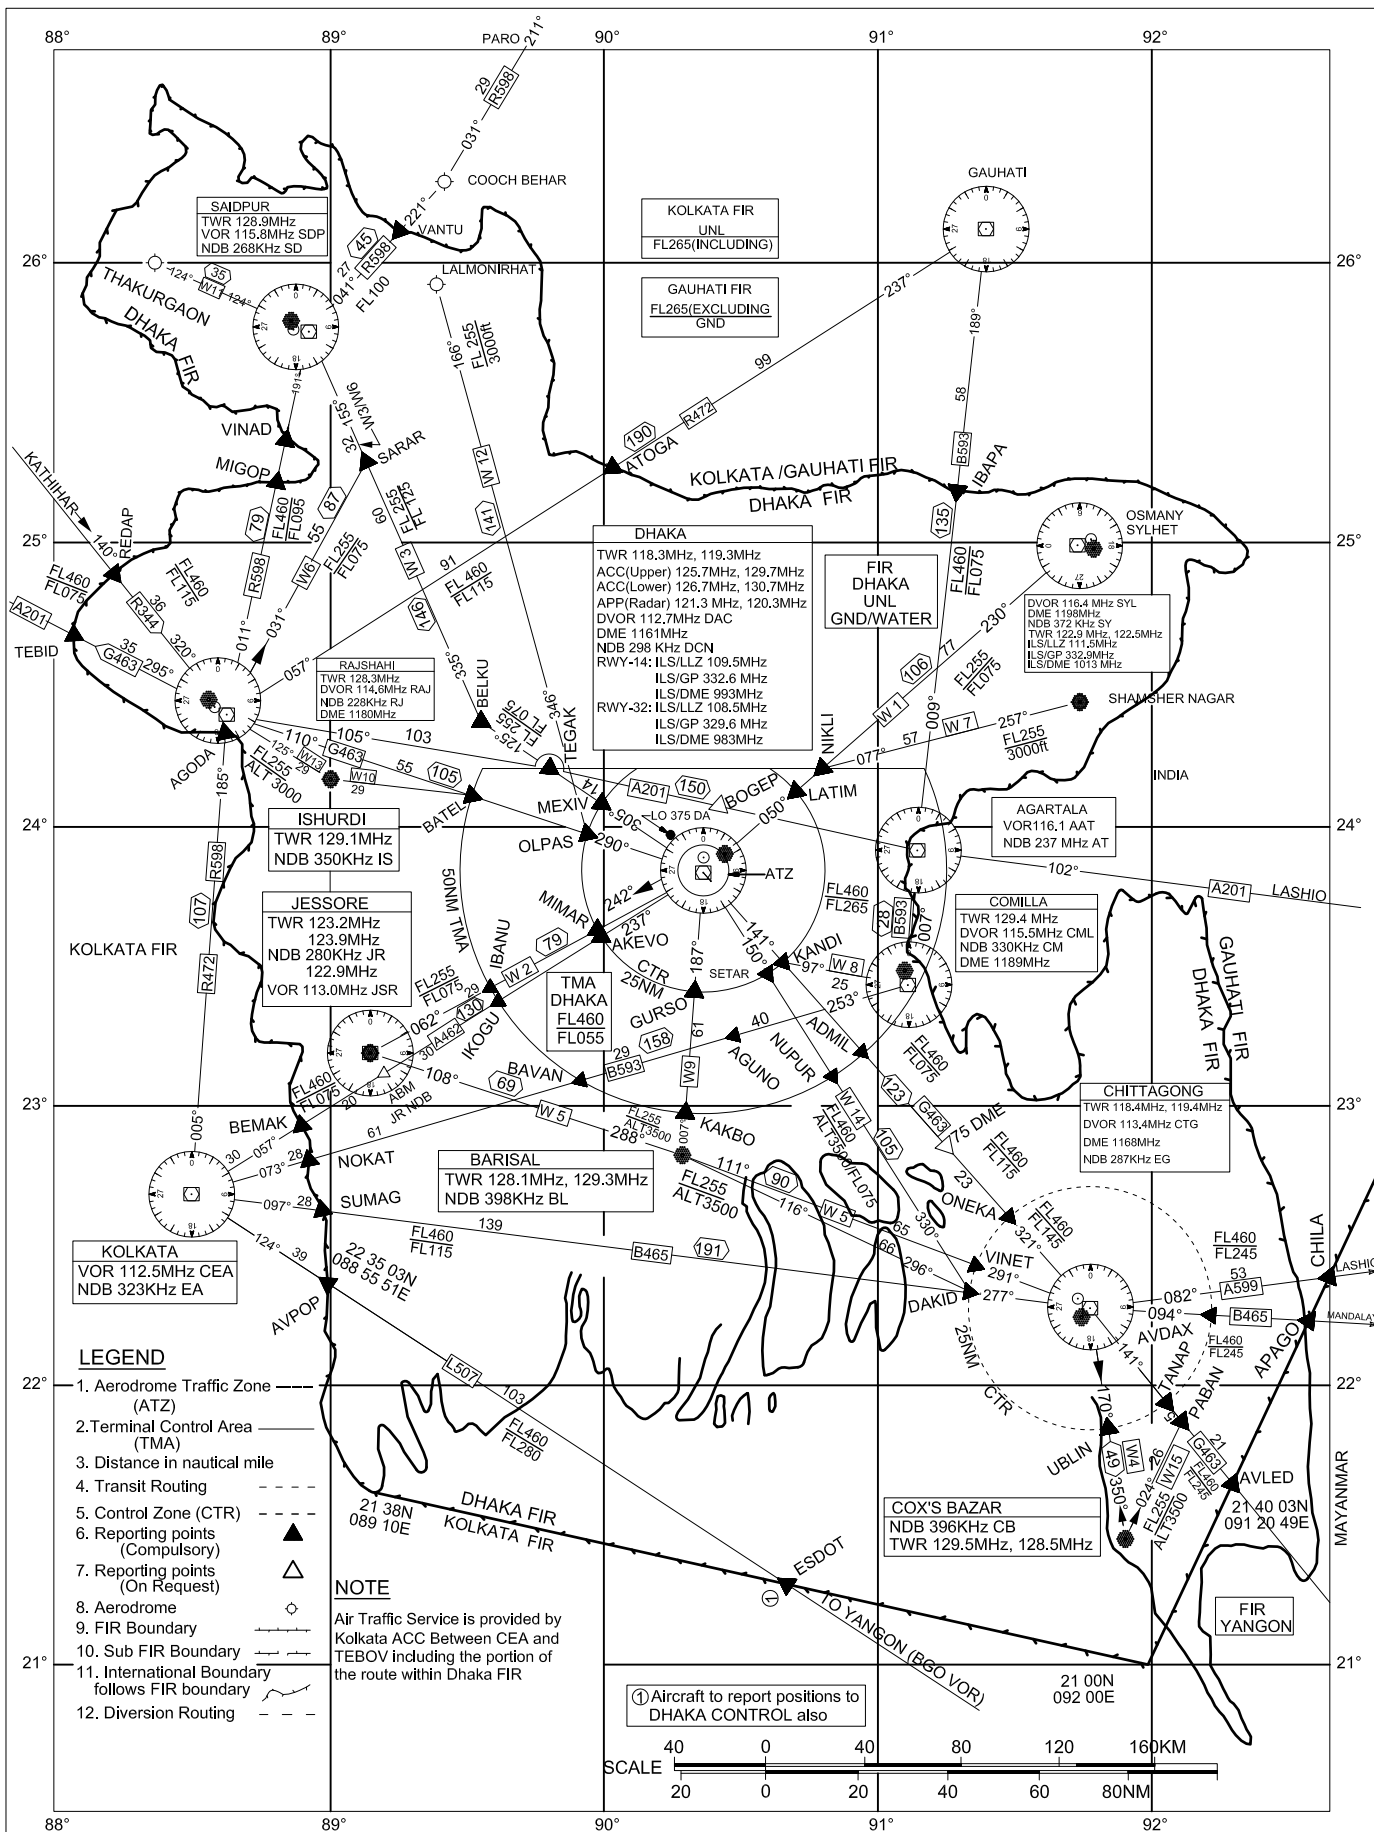 88°
89°
90°
91°
92°
PARO
211°
29
R598
031°
COOCH BEHAR
GAUHATI
SAIDPUR
TWR 128.9MHz
VOR 115.8MHz SDP
NDB 268KHz SD
221°
VANTU
KOLKATA FIR
UNL
FL265(INCLUDING)
26°
26°
45
R598
27
041°
FL100
LALMONIRHAT
GAUHATI FIR
FL265(EXCLUDING
GND
237°
THAKURGAON
124°
35
W11
124°
DHAKA FIR
166°
FL 255
3000ft
189°
99
191°
W3/W6
155°
32
R472
58
VINAD
SARAR
190
ATOGA
B593
MIGOP
W 12
KOLKATA /GAUHATI FIR
DHAKA FIR
IBAPA
KATHIHAR
140°
REDAP
79
FL460
FL095
87
55
60
FL 255
FL 125
141
135
OSMANY
SYLHET
25°
25°
DHAKA
TWR 118.3MHz, 119.3MHz
ACC(Upper) 125.7MHz, 129.7MHz
ACC(Lower) 126.7MHz, 130.7MHz
APP(Radar) 121.3 MHz, 120.3MHz
DVOR 112.7MHz DAC
DME 1161MHz
NDB 298 KHz DCN
RWY-14: ILS/LLZ 109.5MHz
ILS/GP 332.6 MHz
ILS/DME 993MHz
RWY-32: ILS/LLZ 108.5MHz
ILS/GP 329.6 MHz
ILS/DME 983MHz
FIR
DHAKA
UNL
GND/WATER
FL460
FL075
FL460
FL075
FL460
FL115
FL255
FL075
W 3
91
FL 460
FL115
R598
W6
A201
36
R344
146
230°
77
DVOR 116.4 MHz SYL
DME 1198MHz
NDB 372 KHz SY
TWR 122.9 MHz, 122.5MHz
ILS/LLZ 111.5MHz
ILS/GP 332.9MHz
ILS/DME 1013 MHz
TEBID
35
G463
295°
320°
011°
031°
057°
335°
RAJSHAHI
TWR 128.3MHz
DVOR 114.6MHz RAJ
NDB 228KHz RJ
DME 1180MHz
BELKU
346°
106
FL255
FL075
SHAMSHER NAGAR
009°
W 1
W 7
257°
57
077°
FL255
3000ft
AGODA
110°
105°
103
125°
FL 255
FL 075
TEGAK
NIKLI
125°
W13
29
G463
55
105
W10
29
FL255
ALT 3000
185°
BATEL
14
MEXIV
A201
150
BOGEP
LATIM
INDIA
24°
24°
ISHURDI
TWR 129.1MHz
NDB 350KHz IS
305°
LO 375 DA
050°
OLPAS
290°
AGARTALA
VOR116.1 AAT
NDB 237 MHz AT
ATZ
R598
107
50NM TMA
102°
A201
LASHIO
JESSORE
TWR 123.2MHz
123.9MHz
NDB 280KHz JR
122.9MHz
VOR 113.0MHz JSR
242°
237°
MIMAR
AKEVO
FL460
FL265
28
B593
007°
COMILLA
TWR 129.4 MHz
DVOR 115.5MHz CML
NDB 330KHz CM
DME 1189MHz
KOLKATA FIR
IBANU
79
W 2
CTR
25NM
187°
141°
150°
KANDI
97°
W 8
25
SETAR
253°
GAUHATI FIR
DHAKA FIR
R472
FL255
FL075
062°
29
130
A462
30
IKOGU
TMA
DHAKA
FL460
FL055
GURSO
61
40
ADMIL
NUPUR
AGUNO
FL460
FL075
108°
69
BAVAN
29
158
B593
W9
123
G463
23°
23°
FL460
FL075
20
ABM
JR NDB
BEMAK
W 5
288°
FL255
ALT3500
007°
KAKBO
W 14
FL460
ALT3500/FL075
105
75 DME
CHITTAGONG
TWR 118.4MHz, 119.4MHz
DVOR 113.4MHz CTG
DME 1168MHz
NDB 287KHz EG
005°
30
057°
073°
28
61
NOKAT
BARISAL
TWR 128.1MHz, 129.3MHz
NDB 398KHz BL
111°
90
FL255
ALT3500
116°
W 5
65
66
FL460
FL115
23
ONEKA
097°
28
SUMAG
139
FL460
FL115
B465
191
330°
296°
VINET
291°
321°
FL460
FL145
FL460
FL245
CHILA
KOLKATA
VOR 112.5MHz CEA
NDB 323KHz EA
124°
39
22 35 03N
088 55 51E
AVPOP
DAKID
277°
082°
53
A599
LASHIO
094°
B465
MANDALAY
AVDAX
FL460
FL245
25NM
CTR
LEGEND
1. Aerodrome Traffic Zone
(ATZ)
2.Terminal Control Area
(TMA)
3. Distance in nautical mile
4. Transit Routing
5. Control Zone (CTR)
6. Reporting points
(Compulsory)
7. Reporting points
(On Request)
8. Aerodrome
9. FIR Boundary
10. Sub FIR Boundary
11. International Boundary
follows FIR boundary
12. Diversion Routing
22°
22°
L507
103
FL460
FL280
141°
TANAP
PABAN
APAGO
5
170°
UBLIN
49
W4
350°
26
W15
024°
FL255
ALT3500
21
G463
FL460
FL245
AVLED
21 40 03N
091 20 49E
MAYANMAR
21 38N
089 10E
DHAKA FIR
KOLKATA FIR
COX'S BAZAR
NDB 396KHz CB
TWR 129.5MHz, 128.5MHz
ESDOT
1
TO YANGON (BGO VOR)
FIR
YANGON
NOTE
Air Traffic Service is provided by
Kolkata ACC Between CEA and
TEBOV including the portion of
the route within Dhaka FIR
21°
21°
21 00N
092 00E
① Aircraft to report positions to
DHAKA CONTROL also
SCALE
40 0 40 80 120 160KM
20 0 20 40 60 80NM
88°
89°
90°
91°
92°